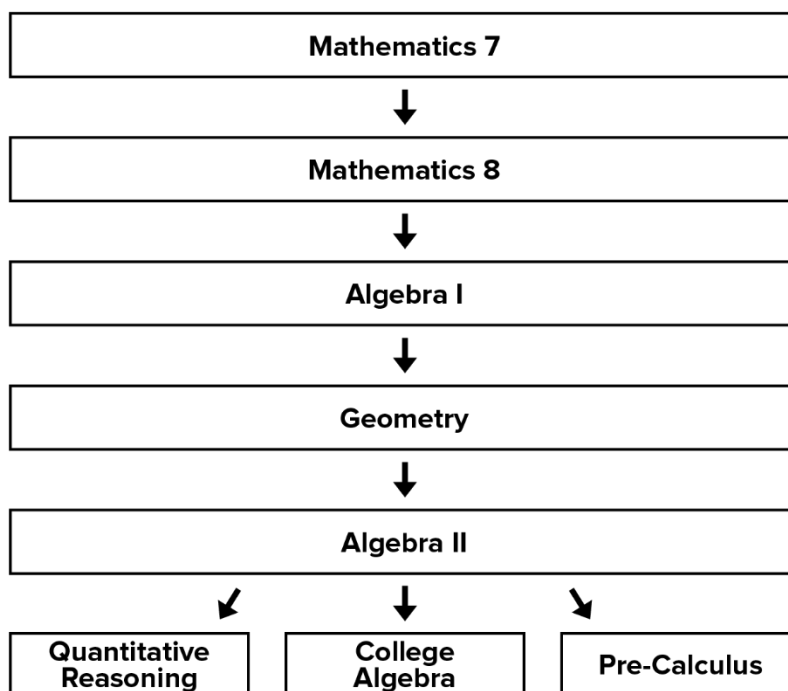 Mathematics 7
Mathematics 8
Algebra I
Geometry
Algebra II
Quantitative
Reasoning
College
Algebra
Pre-Calculus